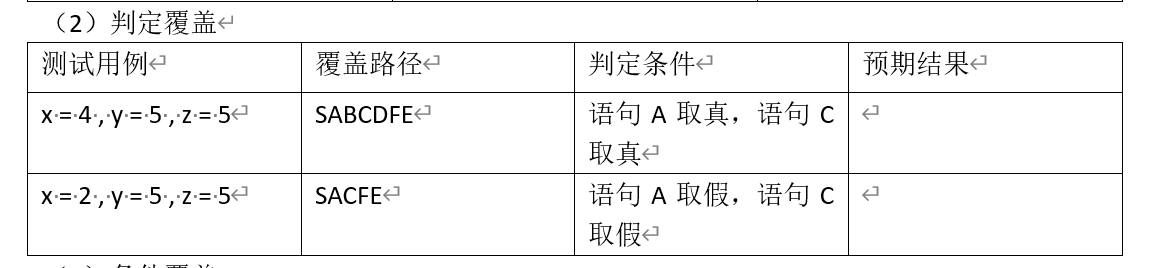 （2）判定覆盖
测试用例 覆盖路径 判定条件 预期结果
x = 4 , y = 5 , z = 5 SABCDFE 语句 A 取真，语句 C
取真
x = 2 , y = 5 , z = 5 SACFE 语句 A 取假，语句 C
取假